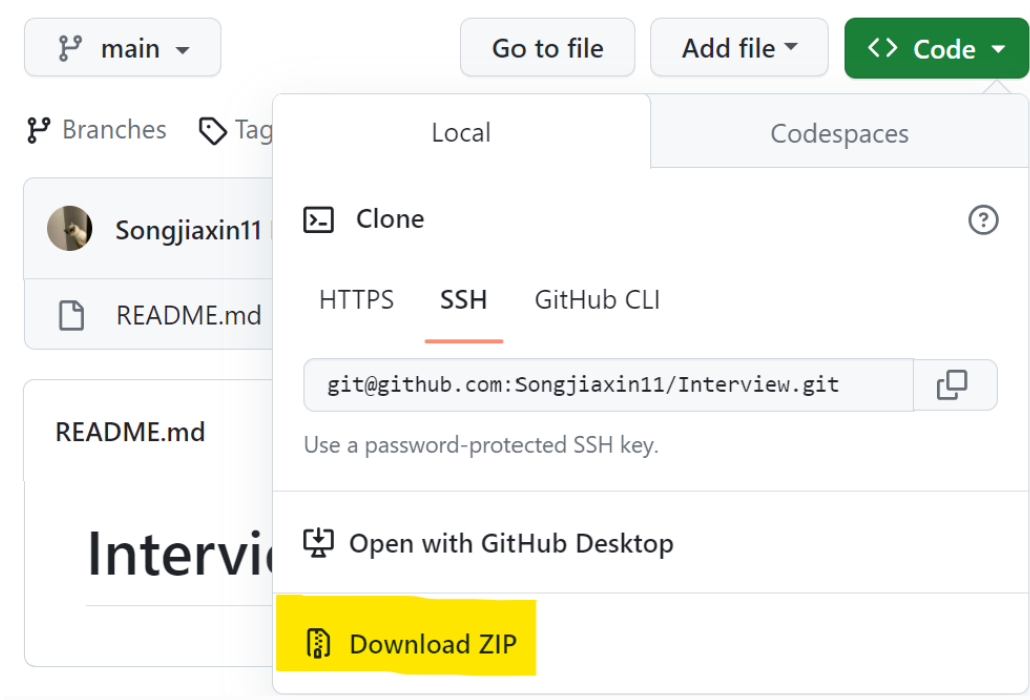 main
Go to file
Add file
Code
Branches
Tag
Local
Codespaces
Songjiaxin11
Clone
HTTPS
SSH
GitHub CLI
README.md
git@github.com:Songjiaxin11/Interview.git
README.md
Use a password-protected SSH key.
Open with GitHub Desktop
Intervie
Download ZIP